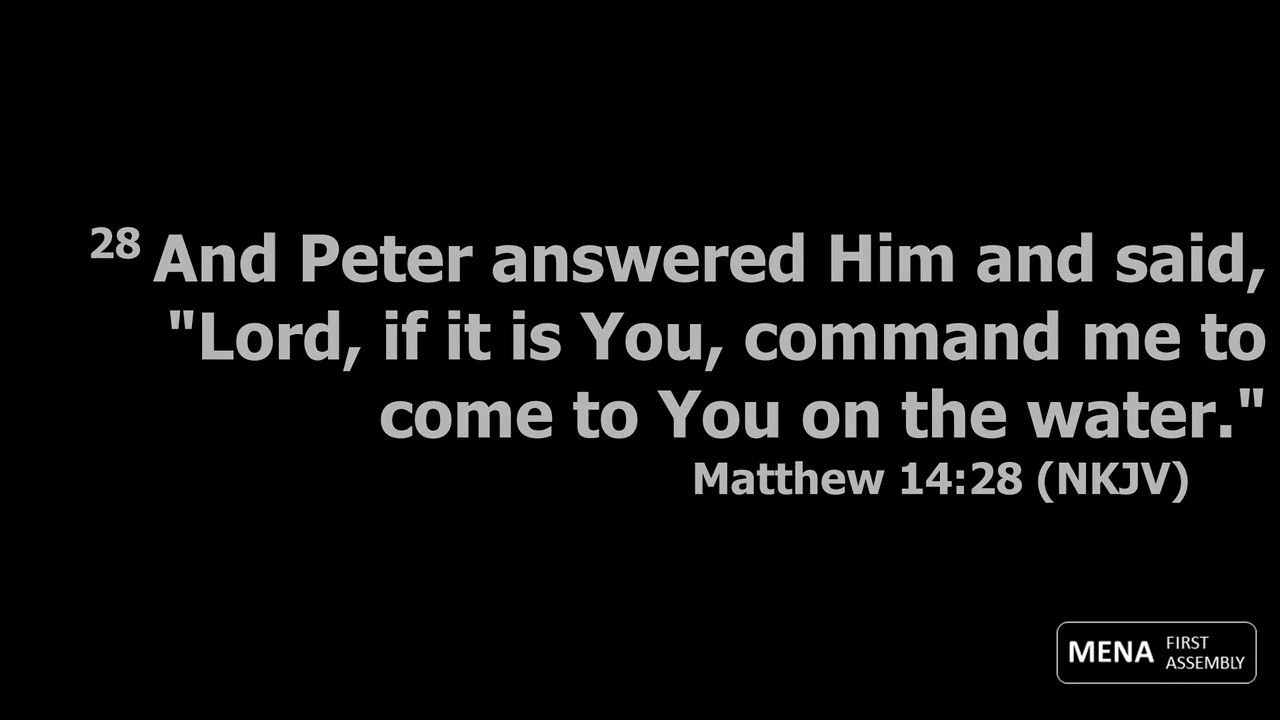 28 And Peter answered Him and said,
"Lord, if it is You, command me to
come to You on the water."
Matthew 14:28 (NKJV)
MENA FIRST
ASSEMBLY